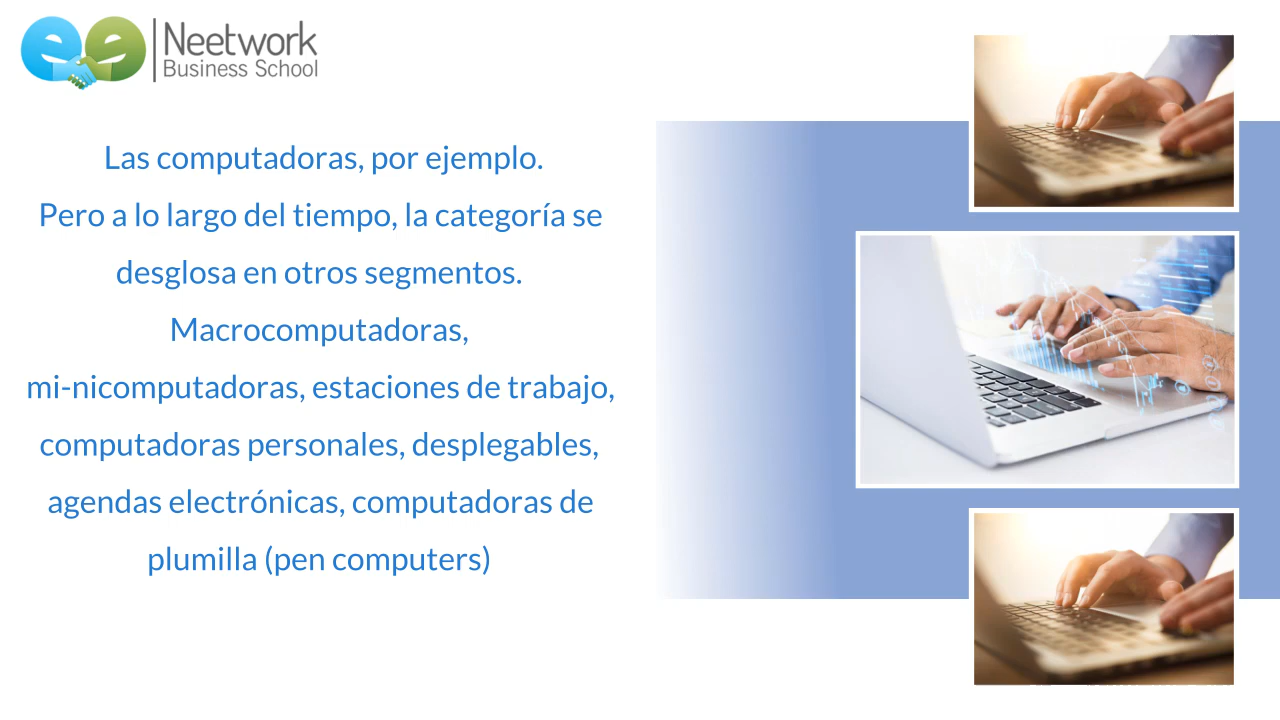 Neetwork
Business School
Las computadoras, por ejemplo.
Pero a lo largo del tiempo, la categoría se
desglosa en otros segmentos.
Macrocomputadoras,
mi-nicomputadoras, estaciones de trabajo,
computadoras personales, desplegables,
agendas electrónicas, computadoras de
plumilla (pen computers)